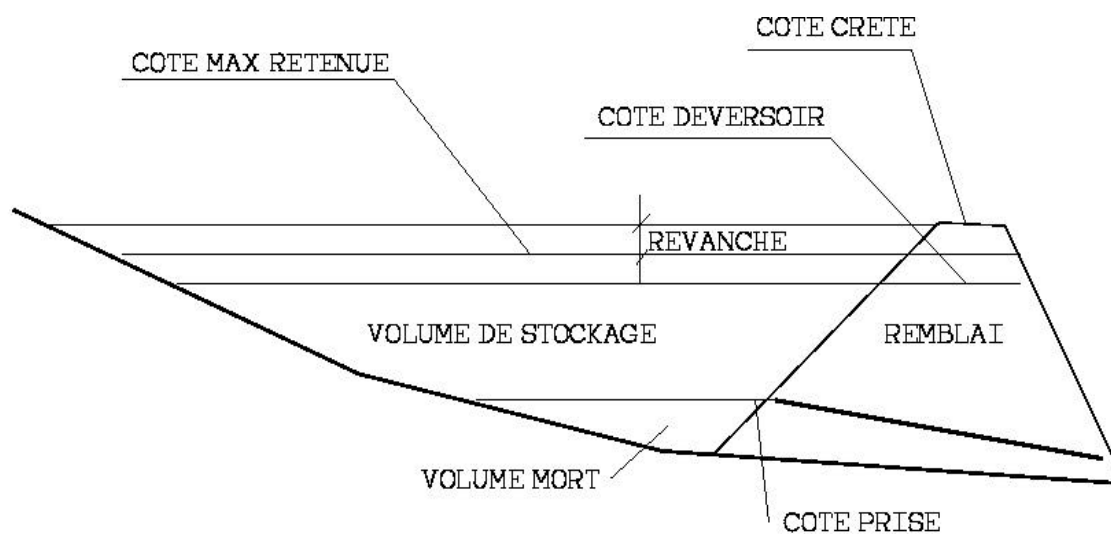 COTE CRETE
COTE MAX RETENUE
COTE DEVERSOIR
REVANCHE
VOLUME DE STOCKAGE
REMBLAI
VOLUME MORT
COTE PRISE